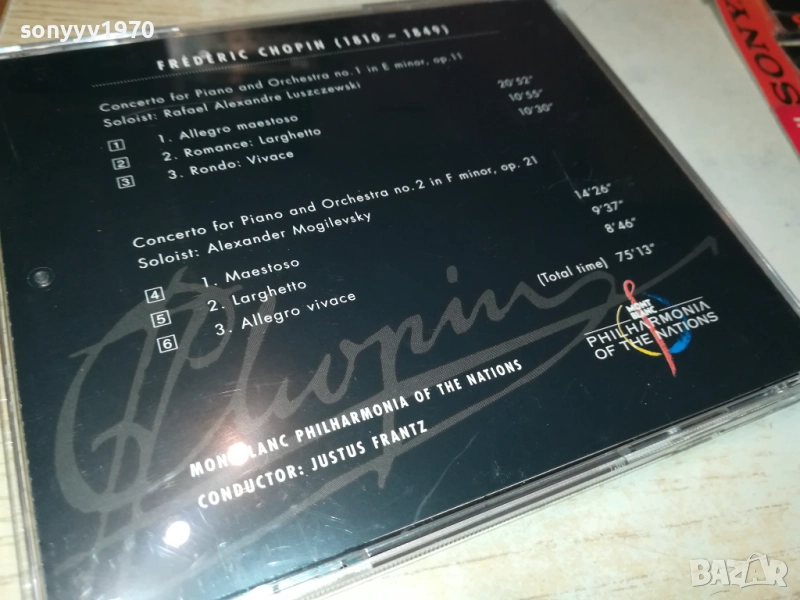 sonyyy1970
FRÉDÉRIC CHOPIN (1810 – 1849)
Concerto for Piano and Orchestra no.1 in E minor, op.11
Soloist: Rafael Alexandre Luszczewski
1 1. Allegro maestoso 20'52"
2 2. Romance: Larghetto 10'55"
3 3. Rondo: Vivace 10'30"
Concerto for Piano and Orchestra no.2 in F minor, op. 21
Soloist: Alexander Mogilevsky
4 1. Maestoso 14'26"
5 2. Larghetto 9'37"
6 3. Allegro vivace 8'46"
(Total time) 75'13"
Chopin
MONT BLANC
PHILHARMONIA
OF THE NATIONS
MONTBLANC PHILHARMONIA OF THE NATIONS
CONDUCTOR: JUSTUS FRANTZ
SONY
BAZAR